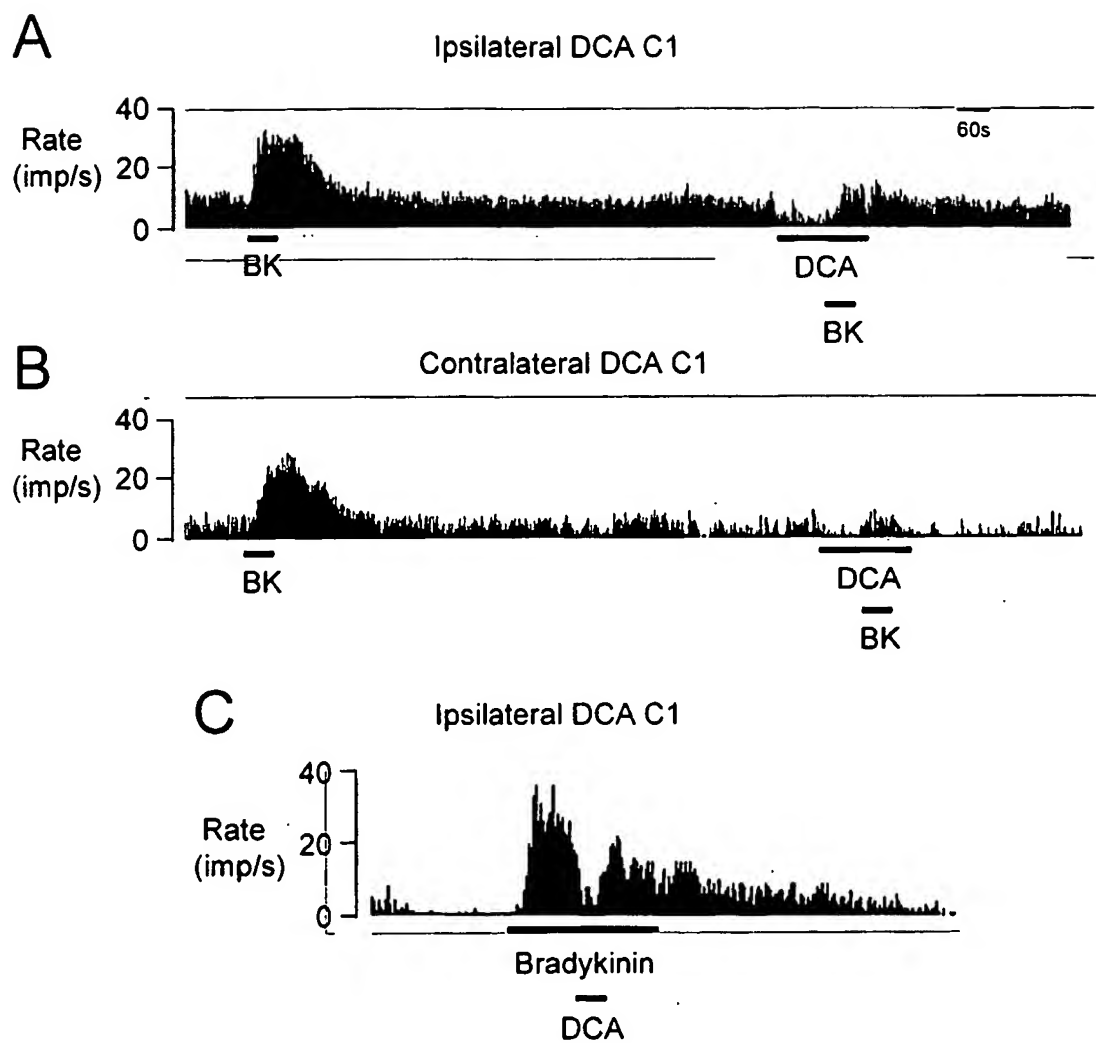 A
Ipsilateral DCA C1
40
Rate
(imp/s)
20
0
60s
BK
DCA
BK
B
Contralateral DCA C1
40
Rate
(imp/s)
20
0
BK
DCA
BK
C
Ipsilateral DCA C1
40
Rate
(imp/s)
20
0
Bradykinin
DCA